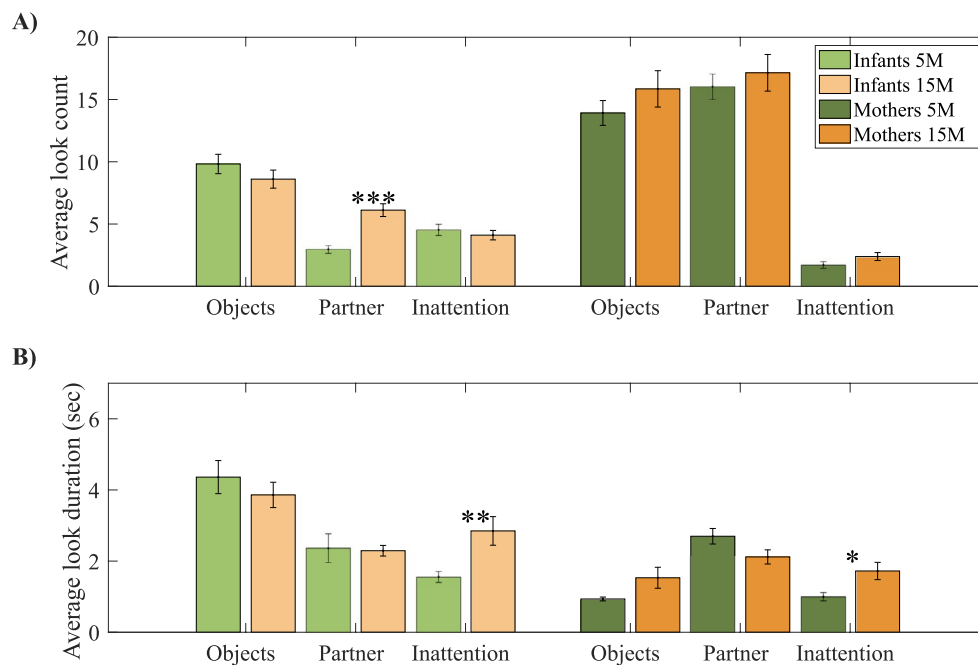 A)
Average look count
20
15
10
5
0
Infants 5M
Infants 15M
Mothers 5M
Mothers 15M
***
Objects Partner Inattention Objects Partner Inattention
B)
Average look duration (sec)
6
4
2
0
**
*
Objects Partner Inattention Objects Partner Inattention